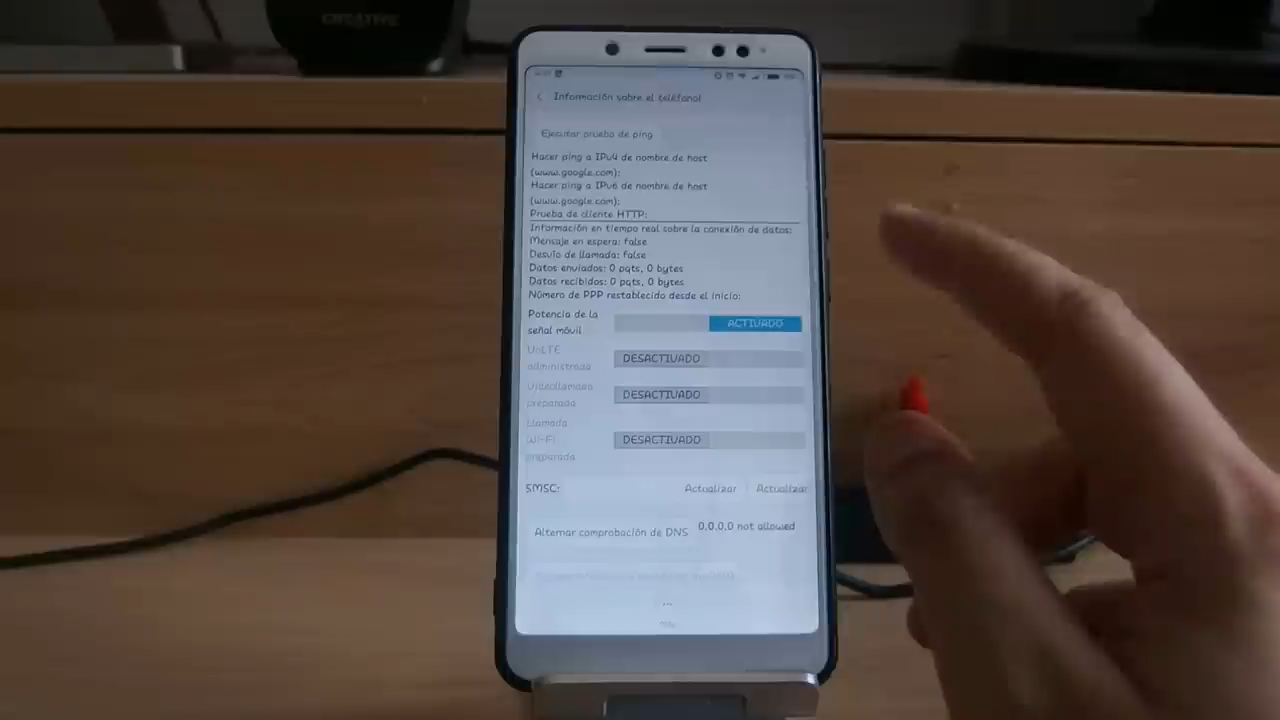 CREATIVE
Información sobre el teléfonol
Ejecutar prueba de ping
Hacer ping a IPv4 de nombre de host
(www.google.com):
Hacer ping a IPv6 de nombre de host
(www.google.com):
Prueba de cliente HTTP:
Información en tiempo real sobre la conexión de datos:
Mensaje en espera: false
Desvío de llamada: false
Datos enviados: 0 pqts, 0 bytes
Datos recibidos: 0 pqts, 0 bytes
Número de PPP restablecido desde el inicio:
Potencia de la
señal móvil
ACTIVADO
VoLTE
administrada
DESACTIVADO
Videollamada
preparada
DESACTIVADO
Llamada
Wi-Fi
preparada
DESACTIVADO
SMSC:
Actualizar
Actualizar
Alternar comprobación de DNS
0.0.0.0 not allowed
...